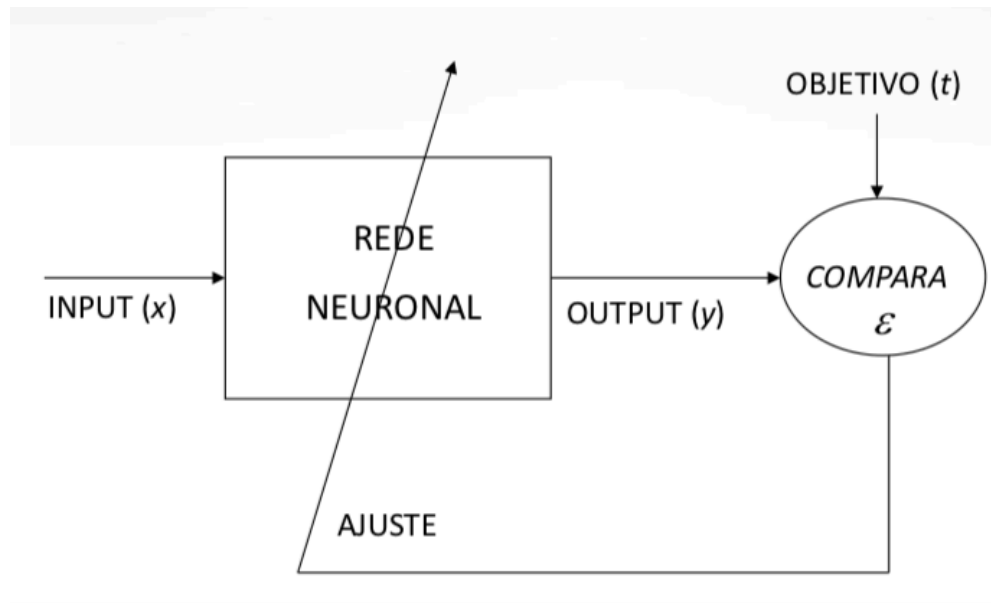 OBJETIVO (t)
REDE
NEURONAL
INPUT (x)
OUTPUT (y)
COMPARA
ε
AJUSTE